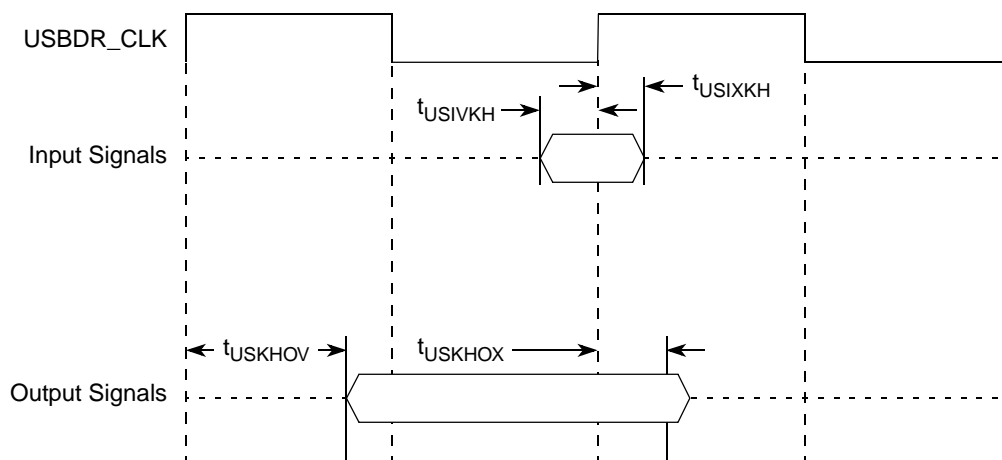 USBDR_CLK
tUSIXKH
tUSIVKH
Input Signals
tUSKHOV
tUSKHOX
Output Signals